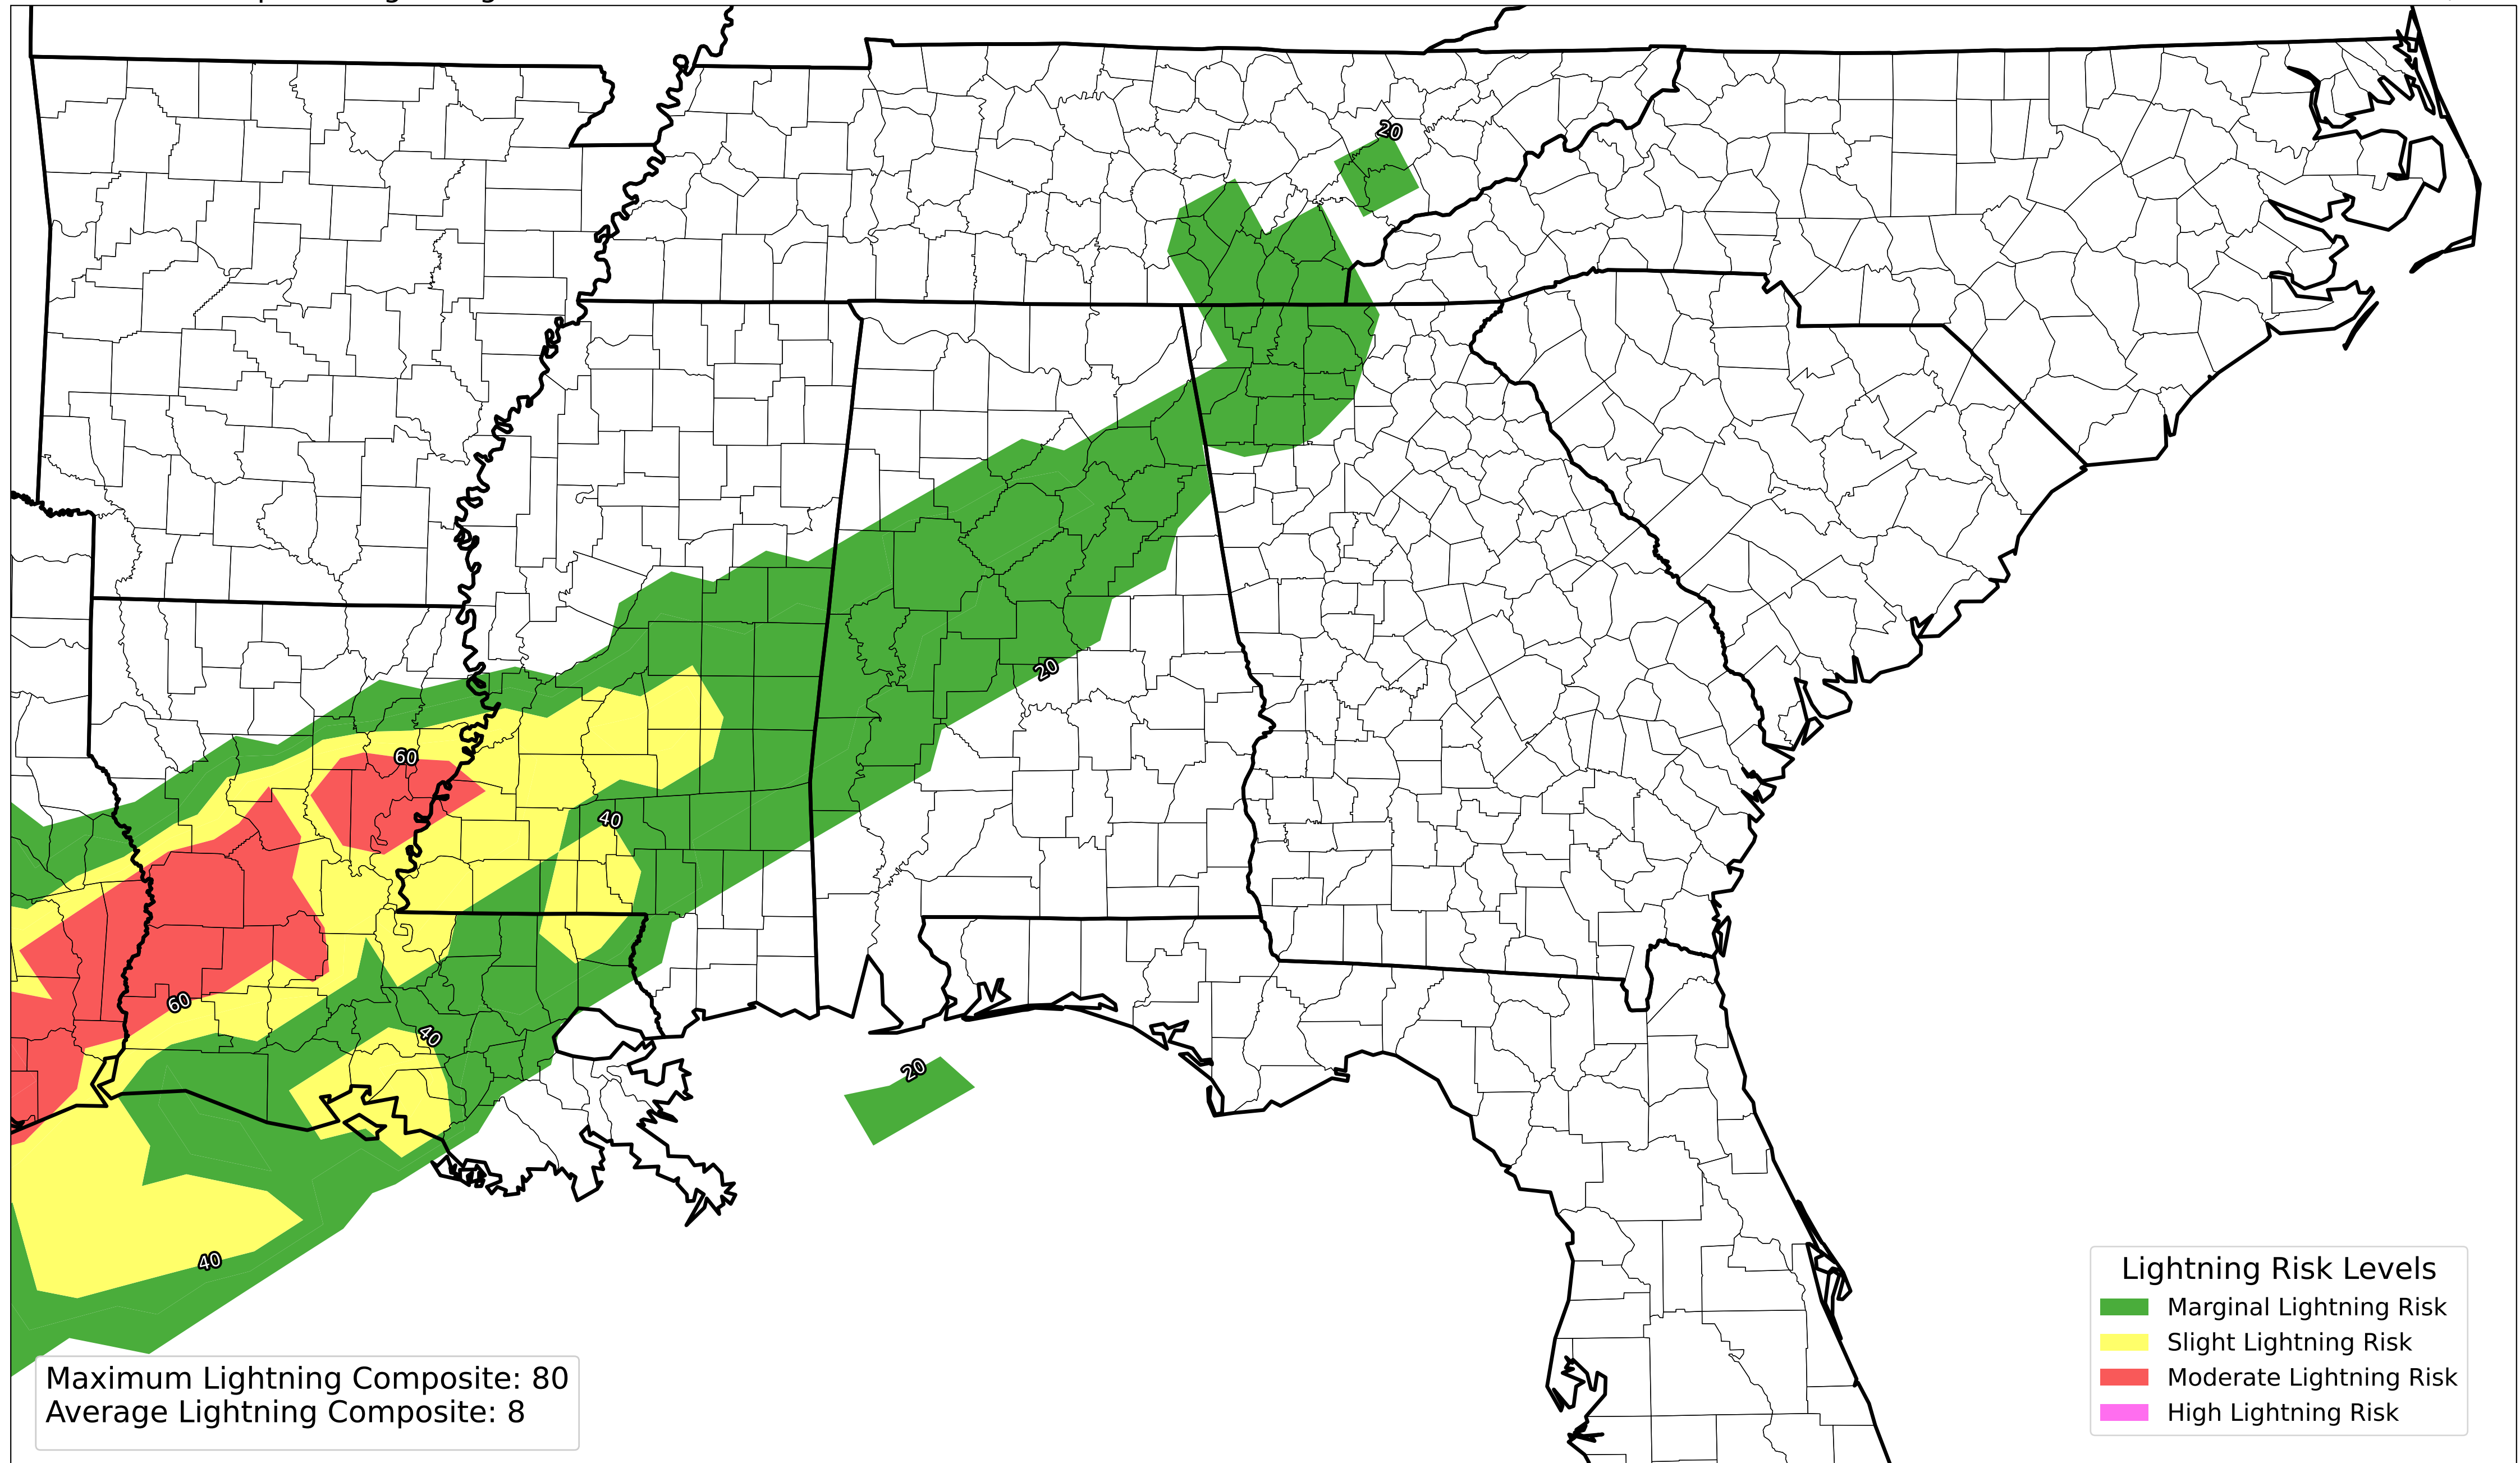 20
20
60
40
60
40
20
40
Lightning Risk Levels
Marginal Lightning Risk
Slight Lightning Risk
Moderate Lightning Risk
High Lightning Risk
Maximum Lightning Composite: 80
Average Lightning Composite: 8